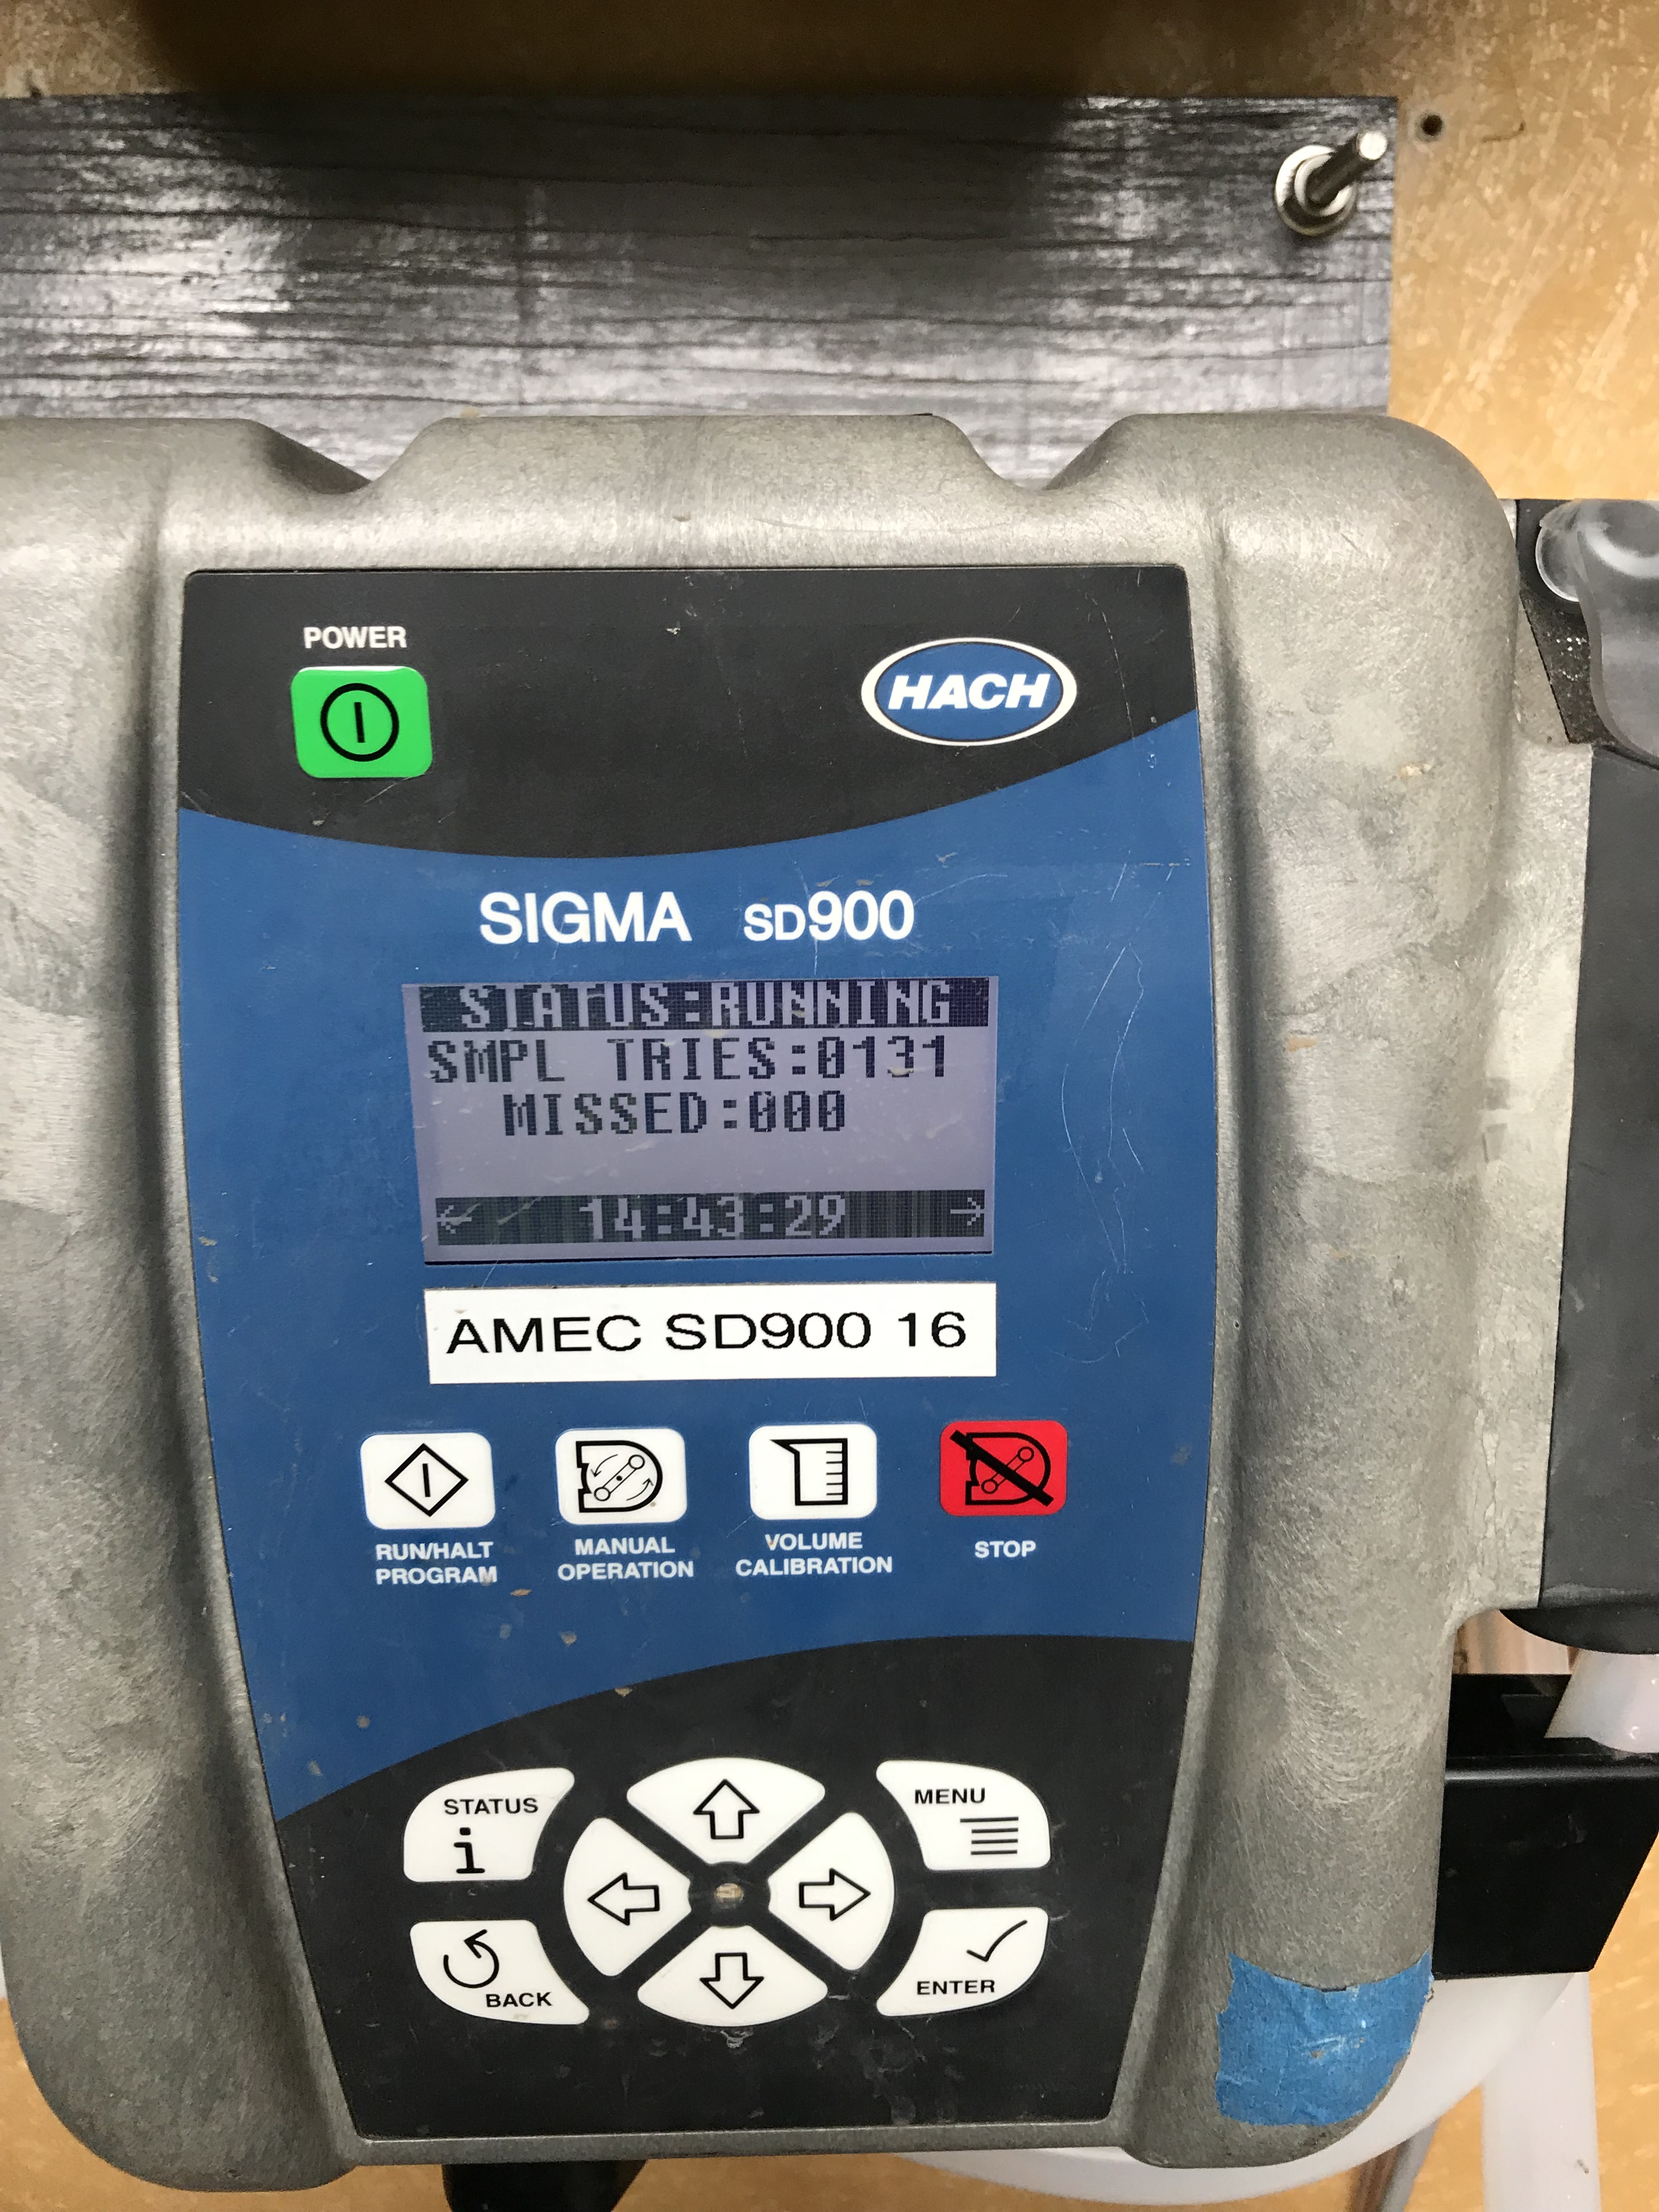 POWER
HACH
SIGMA SD900
STATUS:RUNNING
SMPL TRIES:0131
MISSED:000
14:43:29
AMEC SD900 16
RUN/HALT PROGRAM
MANUAL OPERATION
VOLUME CALIBRATION
STOP
STATUS
i
MENU
BACK
ENTER